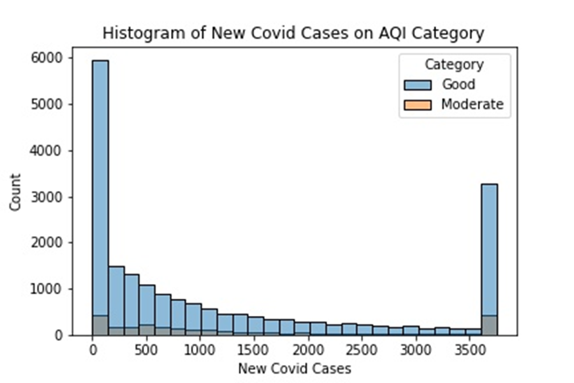 Histogram of New Covid Cases on AQI Category
Category
Good
Moderate
6000
5000
4000
3000
2000
1000
0
Count
0 500 1000 1500 2000 2500 3000 3500
New Covid Cases